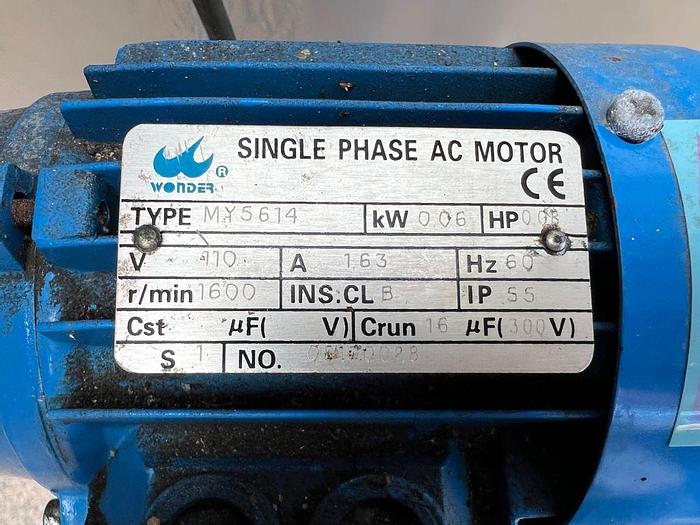 WONDER ®
SINGLE PHASE AC MOTOR
CE
TYPE MY5614 kW 0.06 HP 0.08
V 110 A 1.63 Hz 60
r/min 1600 INS.CL B IP 55
Cst µF( V) Crun 16 µF(300V)
S 1 NO.